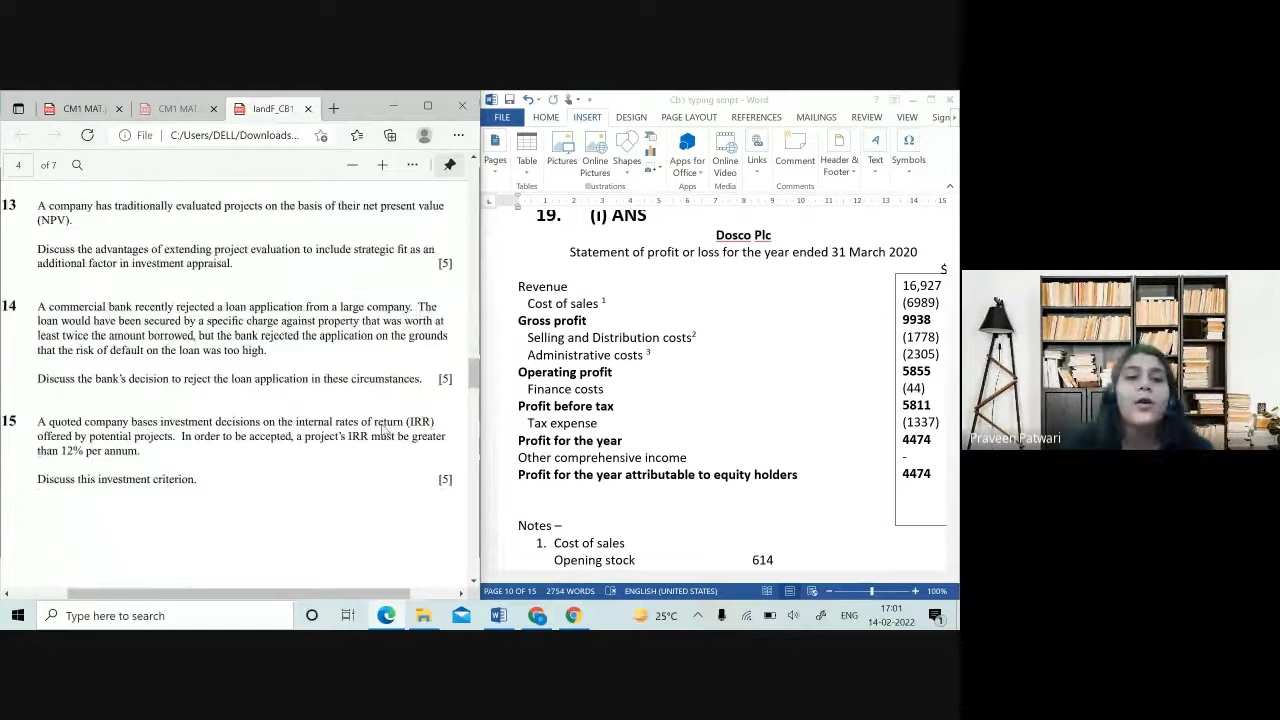 CM1 MAT.
CM1 MAT.
IandF_CB1
File
C:/Users/DELL/Downloads...
4
of 7
13
A company has traditionally evaluated projects on the basis of their net present value
(NPV).
Discuss the advantages of extending project evaluation to include strategic fit as an
additional factor in investment appraisal.
[5]
14
A commercial bank recently rejected a loan application from a large company. The
loan would have been secured by a specific charge against property that was worth at
least twice the amount borrowed, but the bank rejected the application on the grounds
that the risk of default on the loan was too high.
Discuss the bank's decision to reject the loan application in these circumstances.
[5]
15
A quoted company bases investment decisions on the internal rates of return (IRR)
offered by potential projects. In order to be accepted, a project's IRR must be greater
than 12% per annum.
Discuss this investment criterion.
[5]
Cb1 typing script - Word
FILE HOME INSERT DESIGN PAGE LAYOUT REFERENCES MAILINGS REVIEW VIEW Sign
Pages
Table
Pictures
Online
Pictures
Shapes
Apps for
Office
Online
Video
Links
Comment
Header &
Footer
Text
Symbols
Tables
Illustrations
Apps
Media
Comments
19. (i) ANS
Dosco Plc
Statement of profit or loss for the year ended 31 March 2020
$
Revenue 16,927
Cost of sales 1 (6989)
Gross profit 9938
Selling and Distribution costs2 (1778)
Administrative costs 3 (2305)
Operating profit 5855
Finance costs (44)
Profit before tax 5811
Tax expense (1337)
Profit for the year 4474
Other comprehensive income -
Profit for the year attributable to equity holders 4474
Notes –
1. Cost of sales
Opening stock 614
PAGE 10 OF 15 2754 WORDS ENGLISH (UNITED STATES) 100%
Type here to search
25°C
ENG
17:01
14-02-2022
Praveen Patwari